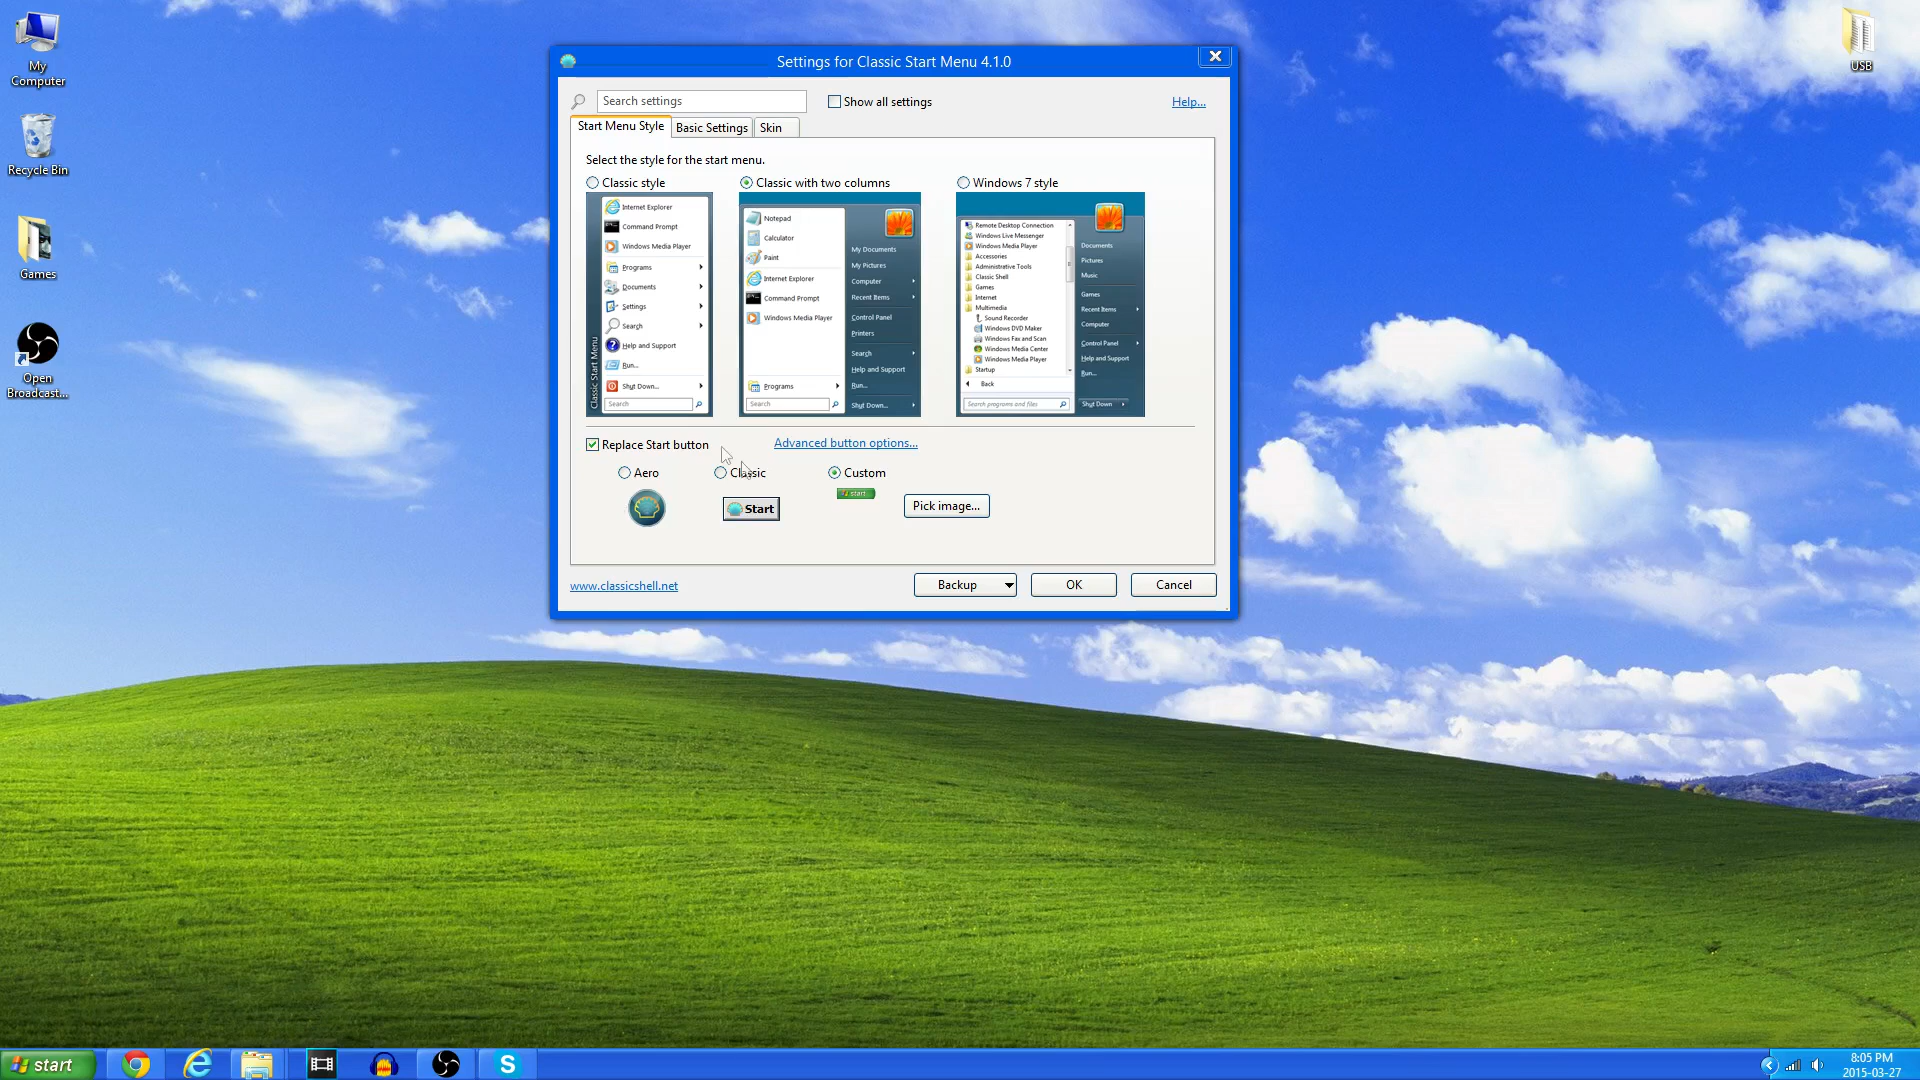 My
Computer
Recycle Bin
Games
Open
Broadcast...
USB
Settings for Classic Start Menu 4.1.0
Search settings
Show all settings
Help...
Start Menu Style
Basic Settings
Skin
Select the style for the start menu.
Classic style
Classic with two columns
Windows 7 style
Internet Explorer
Command Prompt
Windows Media Player
Programs
Documents
Settings
Search
Help and Support
Run...
Shut Down...
Search
Classic Start Menu
Notepad
Calculator
Paint
Internet Explorer
Command Prompt
Windows Media Player
Programs
Search
My Documents
My Pictures
Computer
Recent Items
Control Panel
Printers
Search
Help and Support
Run...
Shut Down...
Remote Desktop Connection
Windows Live Messenger
Windows Media Player
Accessories
Administrative Tools
Classic Shell
Games
Internet
Multimedia
Sound Recorder
Windows DVD Maker
Windows Fax and Scan
Windows Media Center
Windows Media Player
Startup
Back
Search programs and files
Documents
Pictures
Music
Games
Recent Items
Computer
Control Panel
Help and Support
Run...
Shut Down
Replace Start button
Advanced button options...
Aero
Classic
Custom
Start
start
Pick image...
www.classicshell.net
Backup
OK
Cancel
start
8:05 PM
2015-03-27